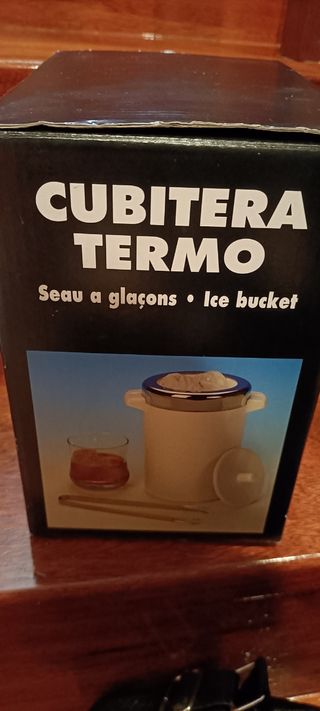 CUBITERA
TERMO
Seau a glaçons • Ice bucket